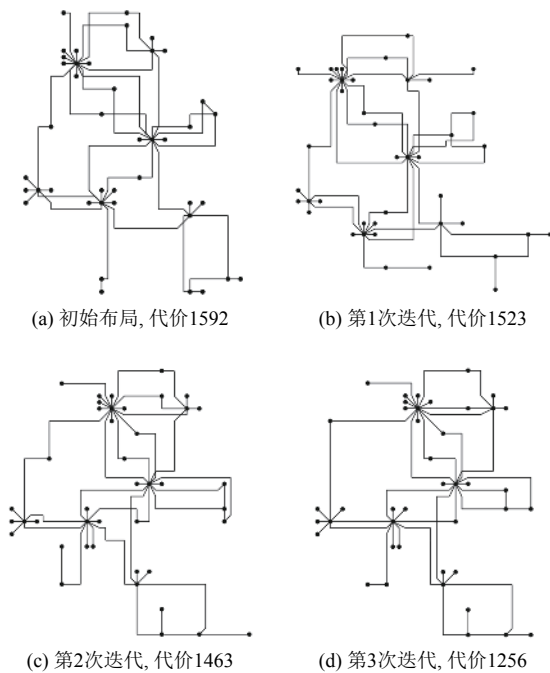 (a) 初始布局, 代价1592
(b) 第1次迭代, 代价1523
(c) 第2次迭代, 代价1463
(d) 第3次迭代, 代价1256